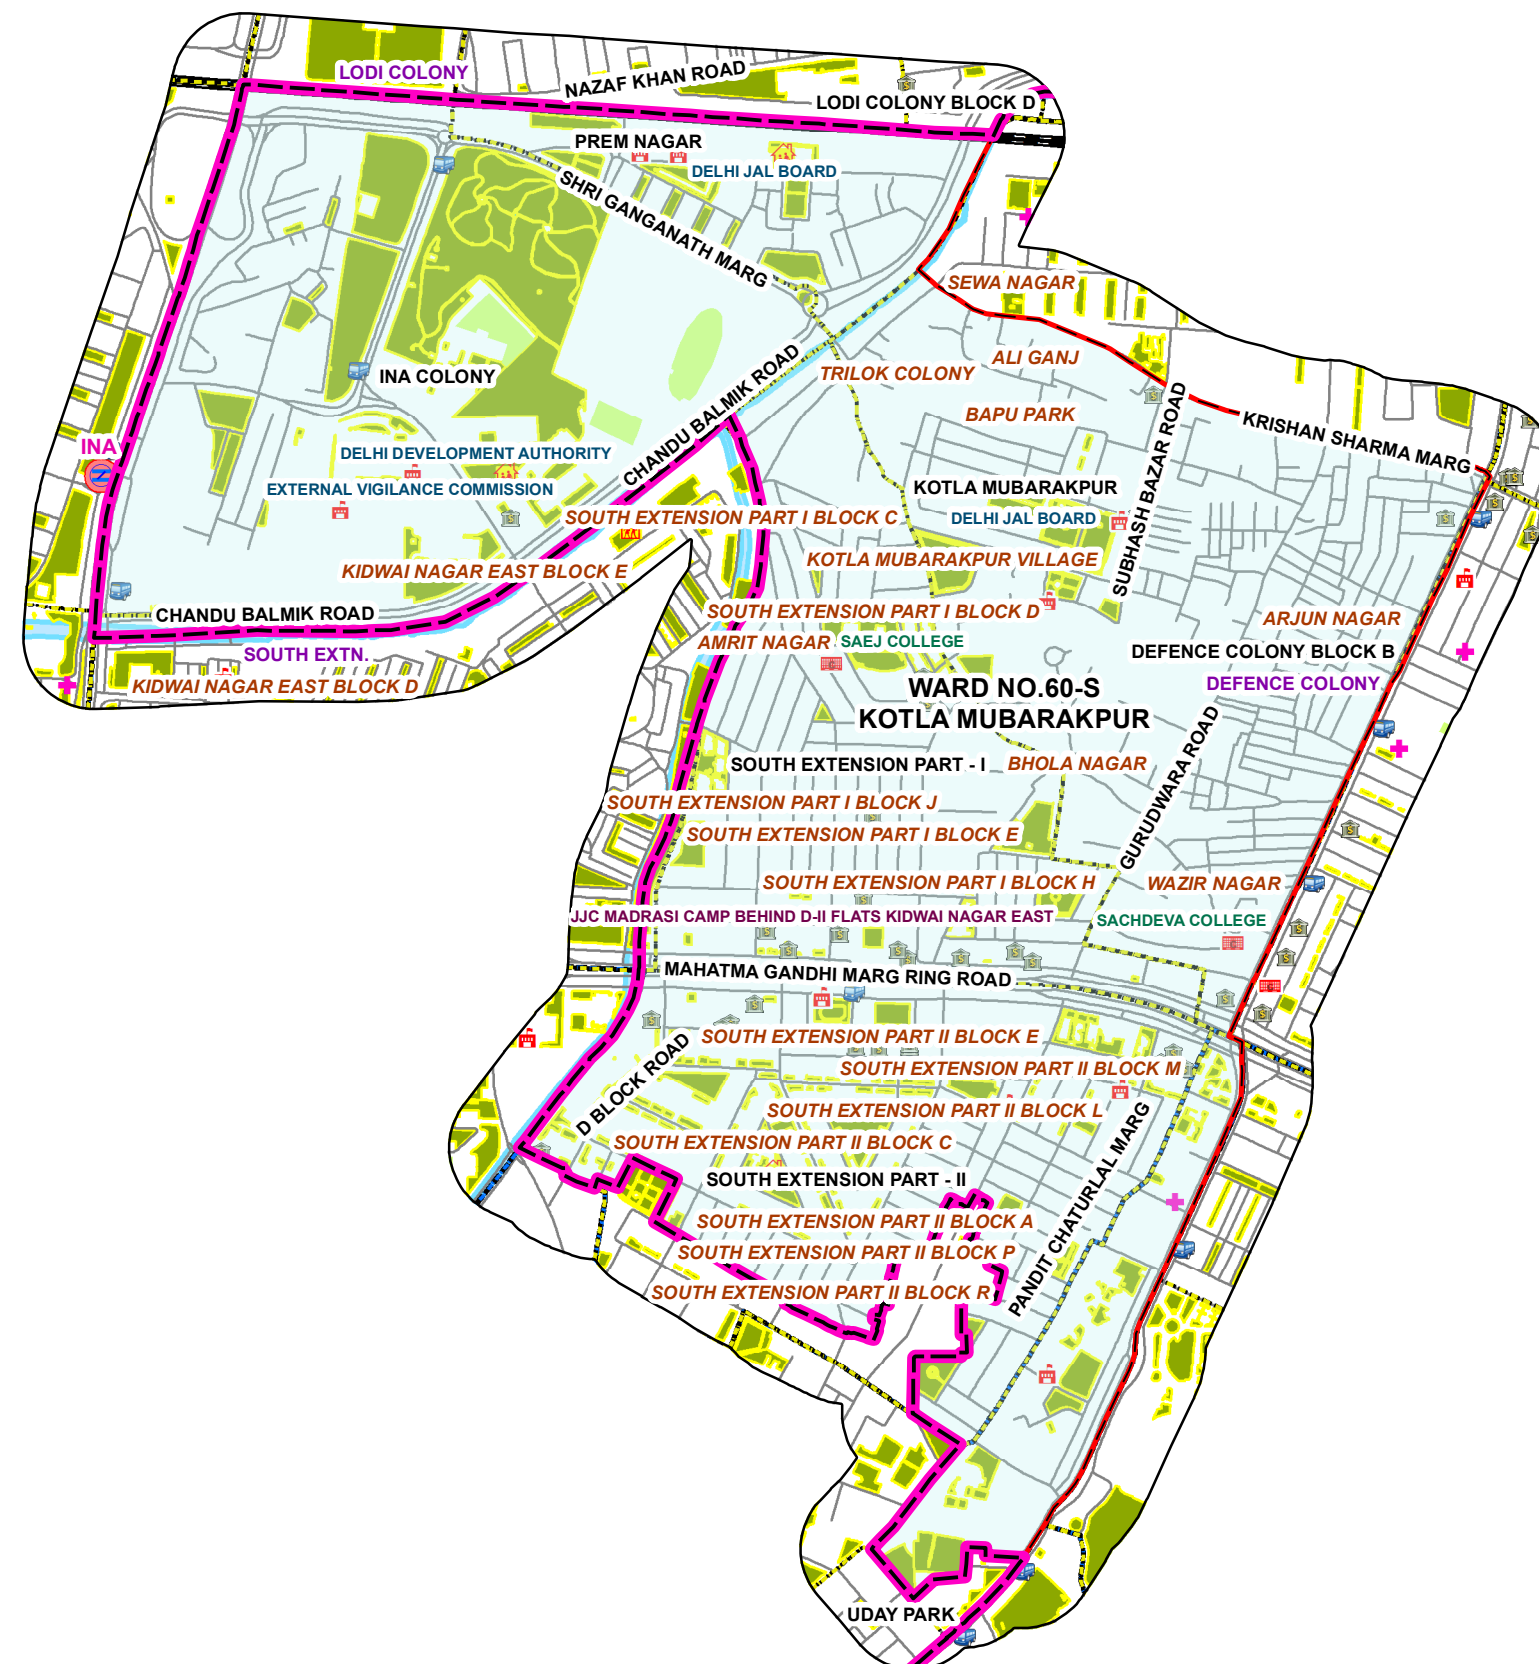 LODI COLONY
NAZAF KHAN ROAD
LODI COLONY BLOCK D
PREM NAGAR
DELHI JAL BOARD
SHRI GANGANATH MARG
SEWA NAGAR
ALI GANJ
TRILOK COLONY
INA COLONY
BAPU PARK
CHANDU BALMIK ROAD
SUBHASH BAZAR ROAD
KRISHAN SHARMA MARG
INA
DELHI DEVELOPMENT AUTHORITY
EXTERNAL VIGILANCE COMMISSION
KOTLA MUBARAKPUR
DELHI JAL BOARD
SOUTH EXTENSION PART I BLOCK C
KOTLA MUBARAKPUR VILLAGE
KIDWAI NAGAR EAST BLOCK E
CHANDU BALMIK ROAD
SOUTH EXTENSION PART I BLOCK D
ARJUN NAGAR
AMRIT NAGAR
SAEJ COLLEGE
DEFENCE COLONY BLOCK B
SOUTH EXTN.
DEFENCE COLONY
KIDWAI NAGAR EAST BLOCK D
WARD NO.60-S
KOTLA MUBARAKPUR
SOUTH EXTENSION PART - I
BHOLA NAGAR
GURUDWARA ROAD
SOUTH EXTENSION PART I BLOCK J
SOUTH EXTENSION PART I BLOCK E
SOUTH EXTENSION PART I BLOCK H
WAZIR NAGAR
JJC MADRASI CAMP BEHIND D-II FLATS KIDWAI NAGAR EAST
SACHDEVA COLLEGE
MAHATMA GANDHI MARG RING ROAD
SOUTH EXTENSION PART II BLOCK E
D BLOCK ROAD
SOUTH EXTENSION PART II BLOCK M
SOUTH EXTENSION PART II BLOCK L
SOUTH EXTENSION PART II BLOCK C
SOUTH EXTENSION PART - II
PANDIT CHATURLAL MARG
SOUTH EXTENSION PART II BLOCK A
SOUTH EXTENSION PART II BLOCK P
SOUTH EXTENSION PART II BLOCK R
UDAY PARK